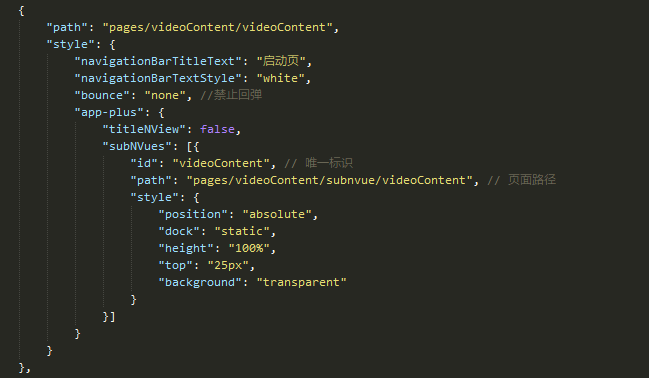 {
"path": "pages/videoContent/videoContent",
"style": {
"navigationBarTitleText": "启动页",
"navigationBarTextStyle": "white",
"bounce": "none", //禁止回弹
"app-plus": {
"titleNView": false,
"subNVues": [{
"id": "videoContent", // 唯一标识
"path": "pages/videoContent/subnvue/videoContent", // 页面路径
"style": {
"position": "absolute",
"dock": "static",
"height": "100%",
"top": "25px",
"background": "transparent"
}
}]
}
}
},